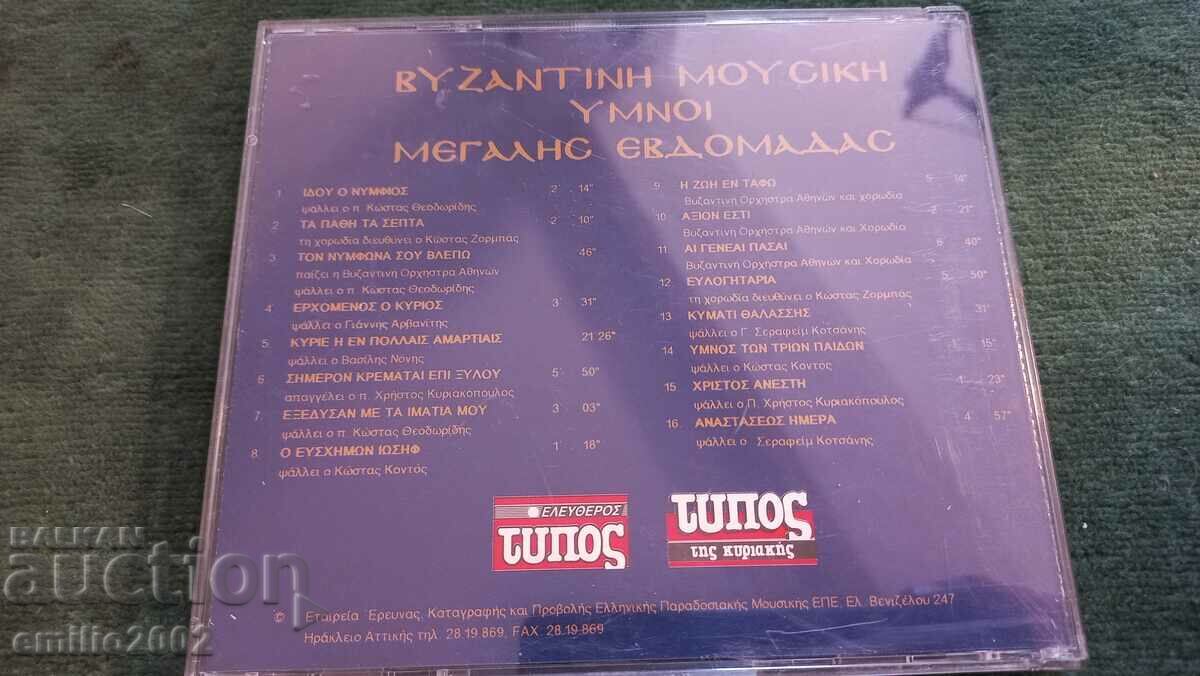 ΒΥΖΑΝΤΙΝΗ ΜΟΥСΙΚΗ
ΥΜΝΟΙ
ΜΕΓΑΛΗС ΕΒΔΟΜΑΔΑС
1 ΙΔΟΥ Ο ΝΥΜΦΙΟΣ 2 14"
ψάλλει ο π. Κώστας Θεοδωρίδης
2 ΤΑ ΠΑΘΗ ΤΑ ΣΕΠΤΑ 2 10"
τη χορωδία διευθύνει ο Κώστας Ζορμπάς
3 ΤΟΝ ΝΥΜΦΩΝΑ ΣΟΥ ΒΛΕΠΩ 46"
παίζει η Βυζαντινή Ορχήστρα Αθηνών
ψάλλει ο π. Κώστας Θεοδωρίδης
4 ΕΡΧΟΜΕΝΟΣ Ο ΚΥΡΙΟΣ 3' 31"
ψάλλει ο Γιάννης Αρβανίτης
5 ΚΥΡΙΕ Η ΕΝ ΠΟΛΛΑΙΣ ΑΜΑΡΤΙΑΙΣ 21 26"
ψάλλει ο Βασίλης Νόνης
6 ΣΗΜΕΡΟΝ ΚΡΕΜΑΤΑΙ ΕΠΙ ΞΥΛΟΥ 5' 50"
απαγγέλει ο π. Χρήστος Κυριακόπουλος
7 ΕΞΕΔΥΣΑΝ ΜΕ ΤΑ ΙΜΑΤΙΑ ΜΟΥ 3 03"
ψάλλει ο π. Κώστας Θεοδωρίδης
8. Ο ΕΥΣΧΗΜΩΝ ΙΩΣΗΦ 1' 18"
ψάλλει ο Κώστας Κοντός
9 Η ΖΩΗ ΕΝ ΤΑΦΩ 5 14"
Βυζαντινή Ορχήστρα Αθηνών και χορωδία
10 ΑΞΙΟΝ ΕΣΤΙ 2 21"
Βυζαντινή Ορχήστρα Αθηνών και Χορωδία
11 ΑΙ ΓΕΝΕΑΙ ΠΑΣΑΙ 6 40"
Βυζαντινή Ορχήστρα Αθηνών και Χορωδία
12 ΕΥΛΟΓΗΤΑΡΙΑ 5 50"
τη χορωδία διευθύνει ο Κώστας Ζορμπάς
13 ΚΥΜΑΤΙ ΘΑΛΑΣΣΗΣ 31"
ψάλλει ο Γ. Σεραφείμ Κοτσάνης
14 ΥΜΝΟΣ ΤΩΝ ΤΡΙΩΝ ΠΑΙΔΩΝ 15"
ψάλλει ο Κώστας Κοντός
15 ΧΡΙΣΤΟΣ ΑΝΕΣΤΗ 1 23"
ψάλλει ο Π. Χρήστος Κυριακόπουλος
16. ΑΝΑΣΤΑΣΕΩΣ ΗΜΕΡΑ 4' 57"
ψάλλει ο Σεραφείμ Κοτσάνης
ΕΛΕΥΘΕΡΟΣ
τυπος
τυπος
της κυριακής
© Εταιρεία Ερευνας, Καταγραφής και Προβολής Ελληνικής Παραδοσιακής Μουσικής ΕΠΕ, Ελ. Βενιζέλου 247
Ηράκλειο Αττικής τηλ. 28.19.869, FAX 28.19.869
BALKAN
auction
emilio2002